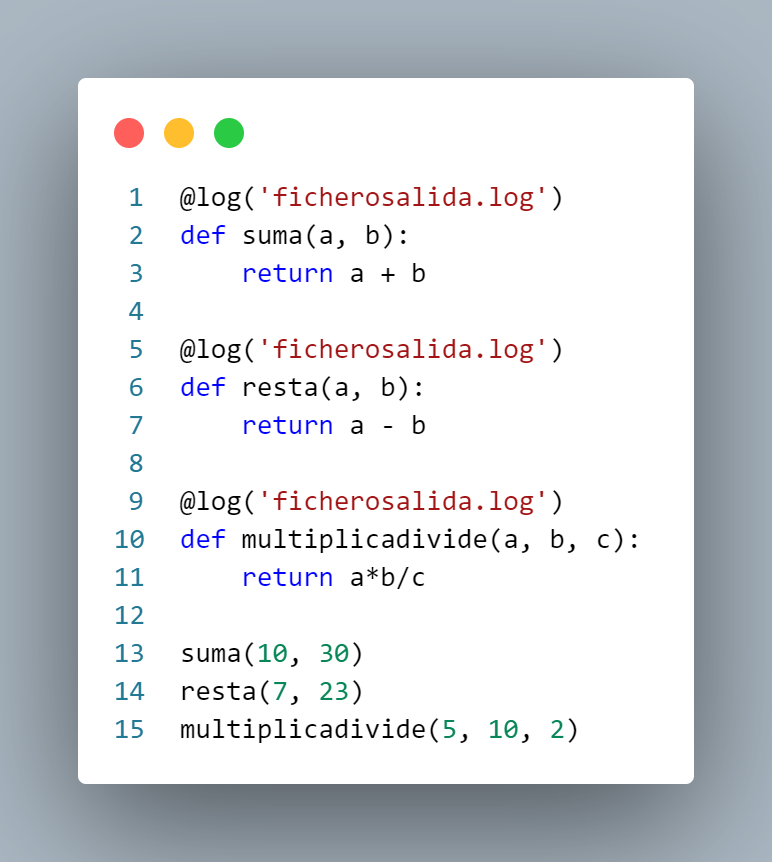 1 @log('ficherosalida.log')
2 def suma(a, b):
3     return a + b
4
5 @log('ficherosalida.log')
6 def resta(a, b):
7     return a - b
8
9 @log('ficherosalida.log')
10 def multiplicadivide(a, b, c):
11     return a*b/c
12
13 suma(10, 30)
14 resta(7, 23)
15 multiplicadivide(5, 10, 2)